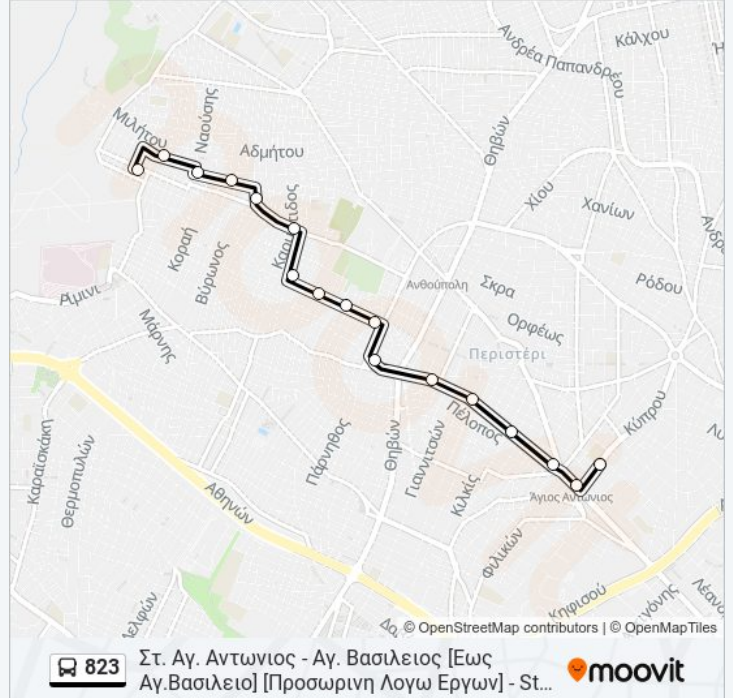 Ανδρέα Παπανδρέου
Κάλχου
Μιλήτου
Ναούσης
Αδμήτου
Θηβών
Χίου
Χανίων
Κοραή
Βύρωνος
Ανθούπολη
Σκρα
Ρόδου
Αίμινι
Μάρνης
Ορφέως
Περιστέρι
Κύπρου
Καραϊσκάκη
Θερμοπυλών
Πάρνηθος
Θηβών
Γιαννιτσών
Πέλοπος
Κιλκίς
Άγιος Αντώνιος
Αθηνών
Φιλικών
Κηφισού
© OpenStreetMap contributors | © OpenMapTiles
823
Στ. Αγ. Αντωνιος - Αγ. Βασιλειος [Εως
Αγ.Βασιλειο] [Προσωρινη Λογω Εργων] - St...
moovit